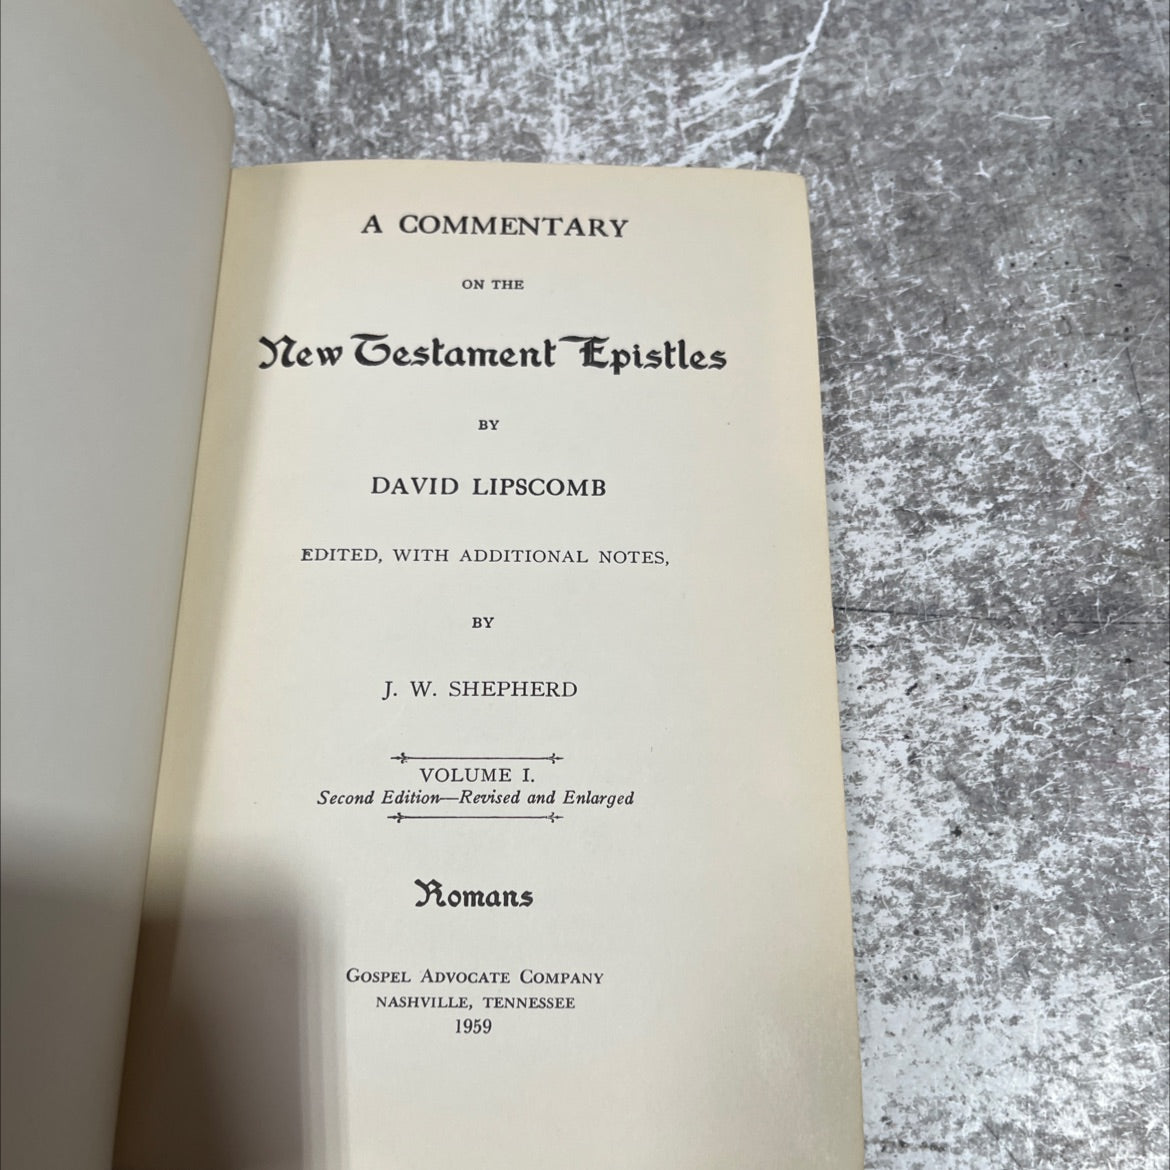 A COMMENTARY
ON THE
New Testament Epistles
BY
DAVID LIPSCOMB
EDITED, WITH ADDITIONAL NOTES,
BY
J. W. SHEPHERD
VOLUME I.
Second Edition—Revised and Enlarged
Romans
GOSPEL ADVOCATE COMPANY
NASHVILLE, TENNESSEE
1959